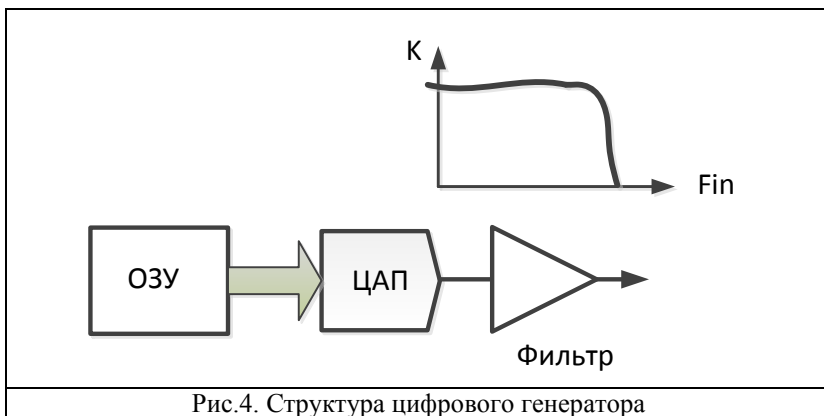 K
Fin
ОЗУ
ЦАП
Фильтр
Рис.4. Структура цифрового генератора